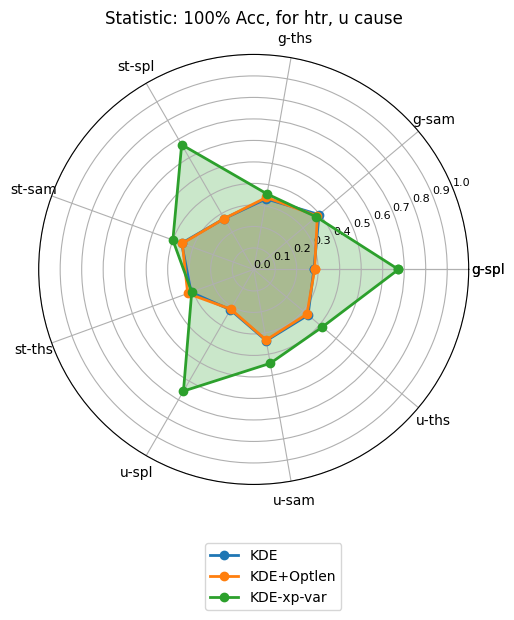 Statistic: 100% Acc, for htr, u cause
g-ths
st-spl
g-sam
st-sam
1.0
0.9
0.8
0.7
0.6
0.5
0.4
0.3
0.2
0.1
0.0
g-spl
st-ths
u-ths
u-spl
u-sam
KDE
KDE+Optlen
KDE-xp-var